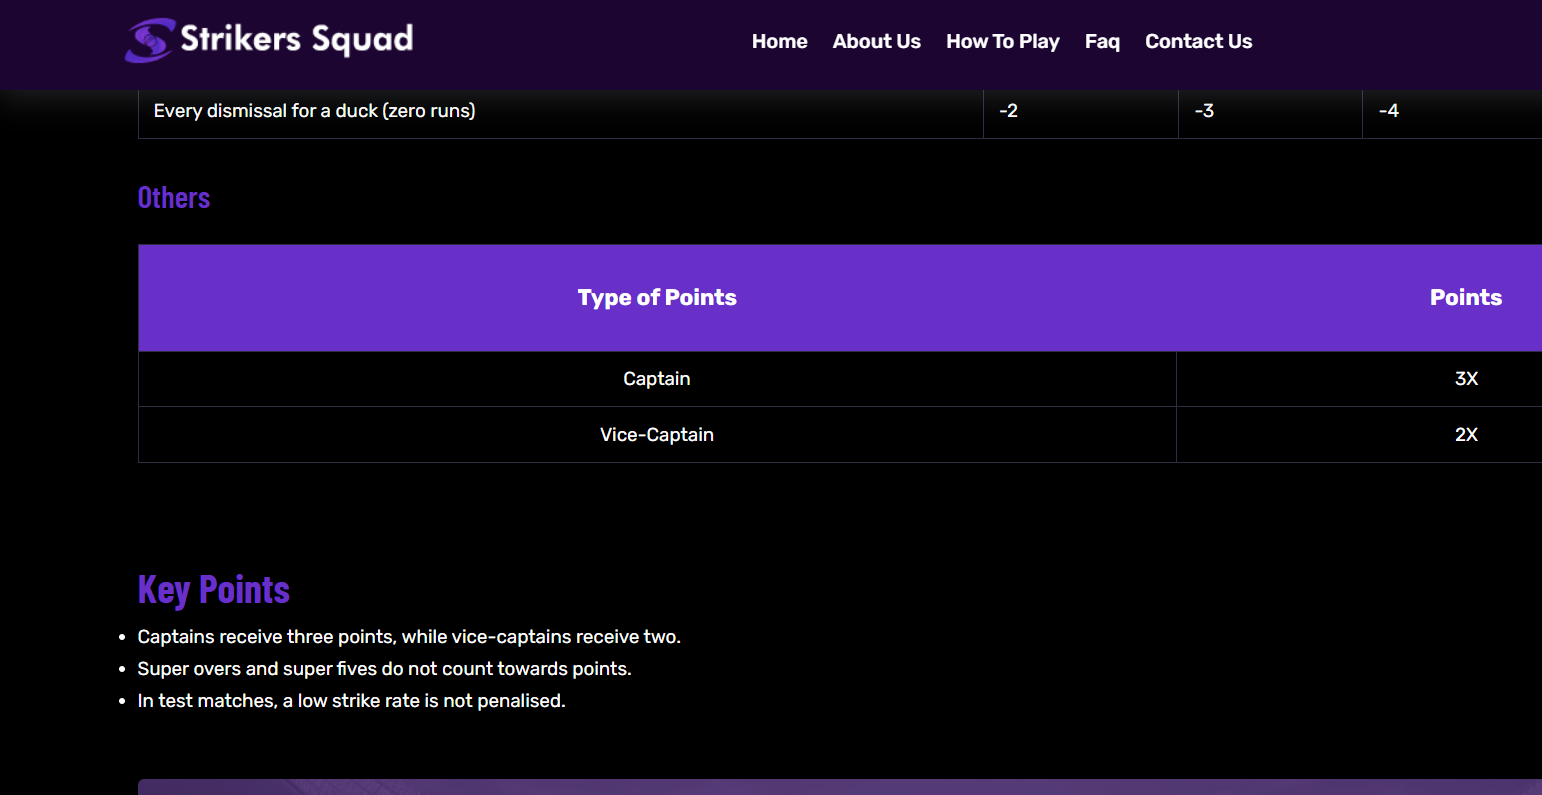 Strikers Squad
Home About Us How To Play Faq Contact Us
Every dismissal for a duck (zero runs) -2 -3 -4
Others
Type of Points Points
Captain 3X
Vice-Captain 2X
Key Points
Captains receive three points, while vice-captains receive two.
Super overs and super fives do not count towards points.
In test matches, a low strike rate is not penalised.